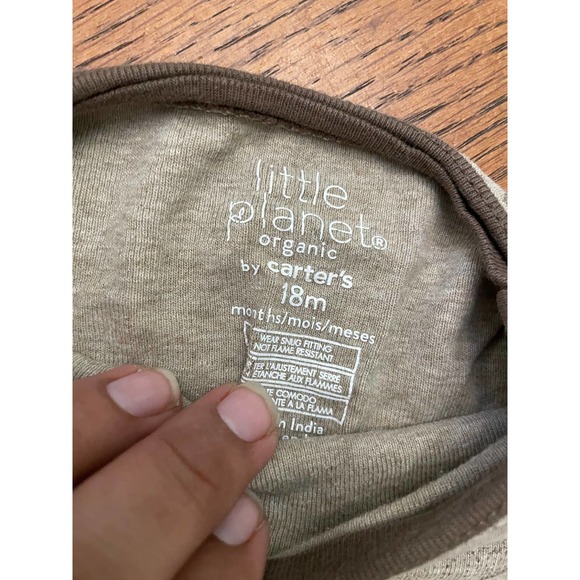 little
planet®
organic
by carter's
18m
months/mois/meses
WEAR SNUG FITTING
NOT FLAME RESISTANT
L'AJUSTEMENT SERRÉ
AUX FLAMMES
COMODO
A LA FLAMA
India